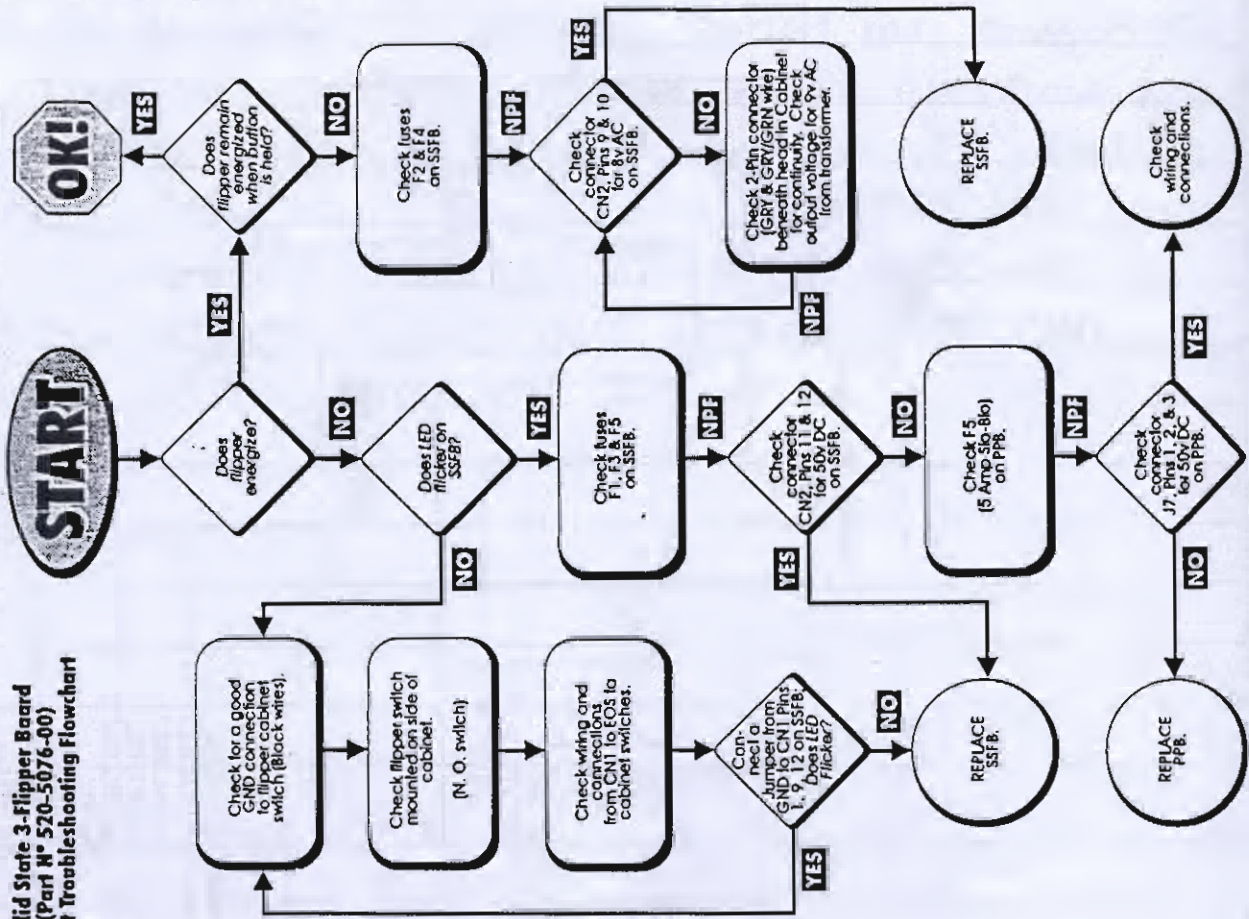 lid State 3-Flipper Board
(Part Nº 520-5076-00)
Troubleshooting Flowchart
START
Does
flipper
energize?
YES
Does
flipper remain
energized
when button
is held?
YES
OK!
NO
Check fuses
F2 & F4
on SSFB.
NPF
Check
connector
CN2, Pins 9 & 10
for 8v AC
on SSFB.
YES
REPLACE
SSFB.
NO
Check 2-Pin connector
(GRY & GRY/GRN wire)
beneath head in Cabinet
for continuity. Check
output voltage for 9v AC
from transformer.
NPF
NO
Does LED
flicker on
SSFB?
YES
Check fuses
F1, F3 & F5
on SSFB.
NPF
Check
connector
CN2, Pins 11 & 12
for 50v DC
on SSFB.
YES
NO
Check F5
(5 Amp Slo-Blo)
on PPB.
NPF
Check
connector
J7, Pins 1, 2, & 3
for 50v DC
on PPB.
YES
Check
wiring and
connections.
NO
REPLACE
PPB.
NO
Check for a good
GND connection
to flipper cabinet
switch (Black wires).
Check flipper switch
mounted on side of
cabinet.
(N. O. switch)
Check wiring and
connections
from CN1 to EOS to
cabinet switches.
Con-
nect a
Jumper from
GND to CN1 Pins
1, 9, 12 on SSFB.
Does LED
Flicker?
YES
NO
REPLACE
SSFB.